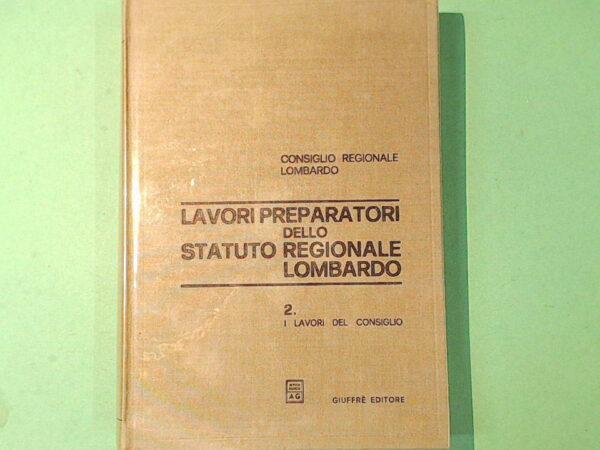 CONSIGLIO REGIONALE
LOMBARDO
LAVORI PREPARATORI
DELLO
STATUTO REGIONALE
LOMBARDO
2.
I LAVORI DEL CONSIGLIO
AG
GIUFFRÈ EDITORE